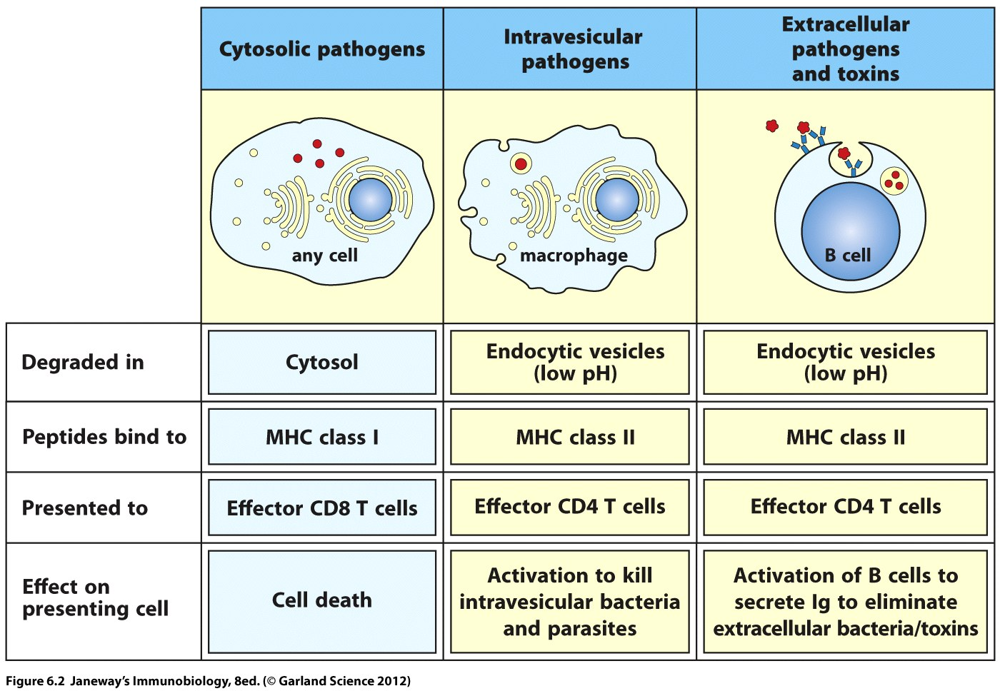 Cytosolic pathogens
Intravesicular
pathogens
Extracellular
pathogens
and toxins
any cell
macrophage
B cell
Degraded in
Cytosol
Endocytic vesicles
(low pH)
Endocytic vesicles
(low pH)
Peptides bind to
MHC class I
MHC class II
MHC class II
Presented to
Effector CD8 T cells
Effector CD4 T cells
Effector CD4 T cells
Effect on
presenting cell
Cell death
Activation to kill
intravesicular bacteria
and parasites
Activation of B cells to
secrete Ig to eliminate
extracellular bacteria/toxins
Figure 6.2 Janeway’s Immunobiology, 8ed. (© Garland Science 2012)